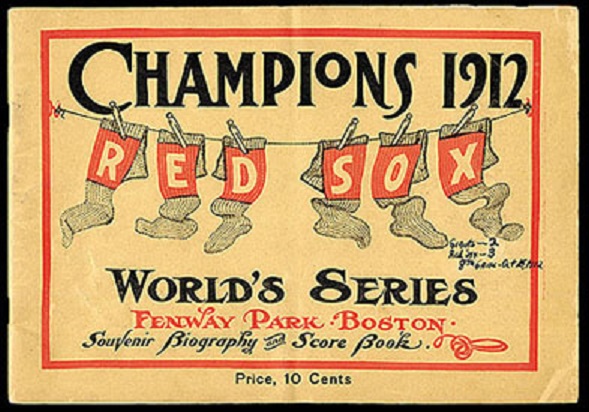 CHAMPIONS 1912
RED SOX
Giants - 2
Red Sox - 3
WORLD'S SERIES
FENWAY PARK · BOSTON ·
Souvenir Biography and Score Book.
Price, 10 Cents